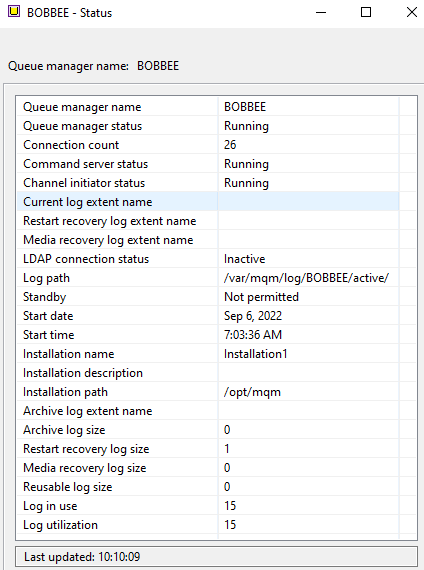 BOBBEE - Status
Queue manager name: BOBBEE
Queue manager name BOBBEE
Queue manager status Running
Connection count 26
Command server status Running
Channel initiator status Running
Current log extent name
Restart recovery log extent name
Media recovery log extent name
LDAP connection status Inactive
Log path /var/mqm/log/BOBBEE/active/
Standby Not permitted
Start date Sep 6, 2022
Start time 7:03:36 AM
Installation name Installation1
Installation description
Installation path /opt/mqm
Archive log extent name
Archive log size 0
Restart recovery log size 1
Media recovery log size 0
Reusable log size 0
Log in use 15
Log utilization 15
Last updated: 10:10:09